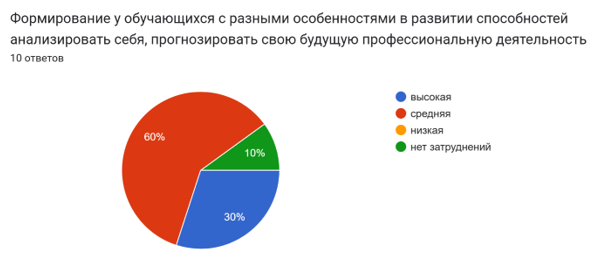 Формирование у обучающихся с разными особенностями в развитии способностей
анализировать себя, прогнозировать свою будущую профессиональную деятельность
10 ответов
высокая
средняя
низкая
нет затруднений
60%
10%
30%